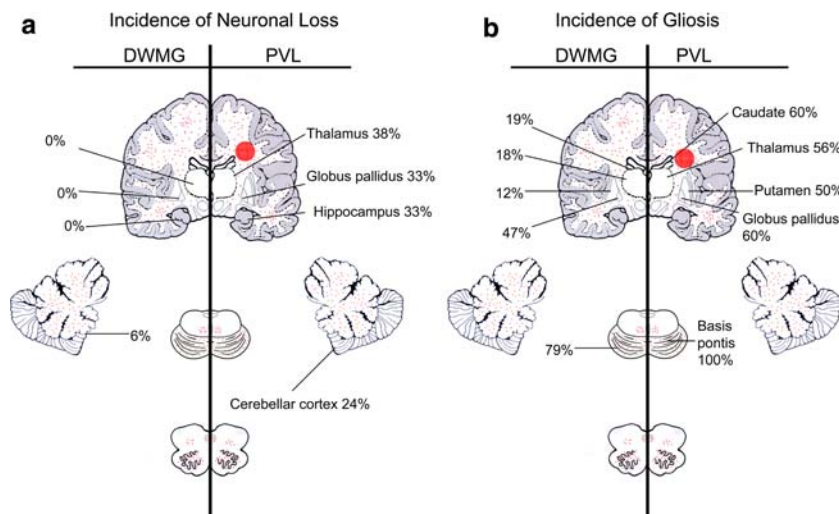 a
Incidence of Neuronal Loss
DWMG
PVL
0%
0%
0%
Thalamus 38%
Globus pallidus 33%
Hippocampus 33%
6%
Cerebellar cortex 24%
b
Incidence of Gliosis
DWMG
PVL
19%
18%
12%
47%
Caudate 60%
Thalamus 56%
Putamen 50%
Globus pallidus
60%
79%
Basis
pontis
100%